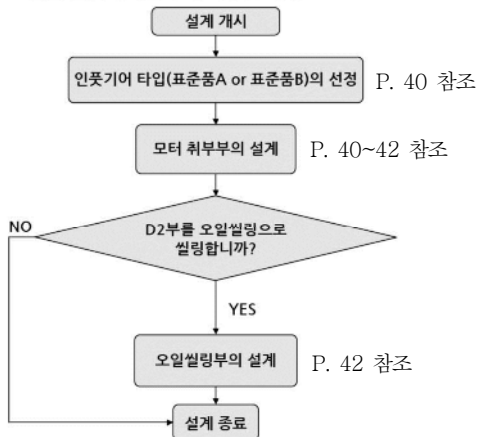 설계 개시
인풋기어 타입(표준품A or 표준품B)의 선정 P. 40 참조
모터 취부부의 설계 P. 40~42 참조
NO
D2부를 오일씰링으로
씰링합니까?
YES
오일씰링부의 설계 P. 42 참조
설계 종료